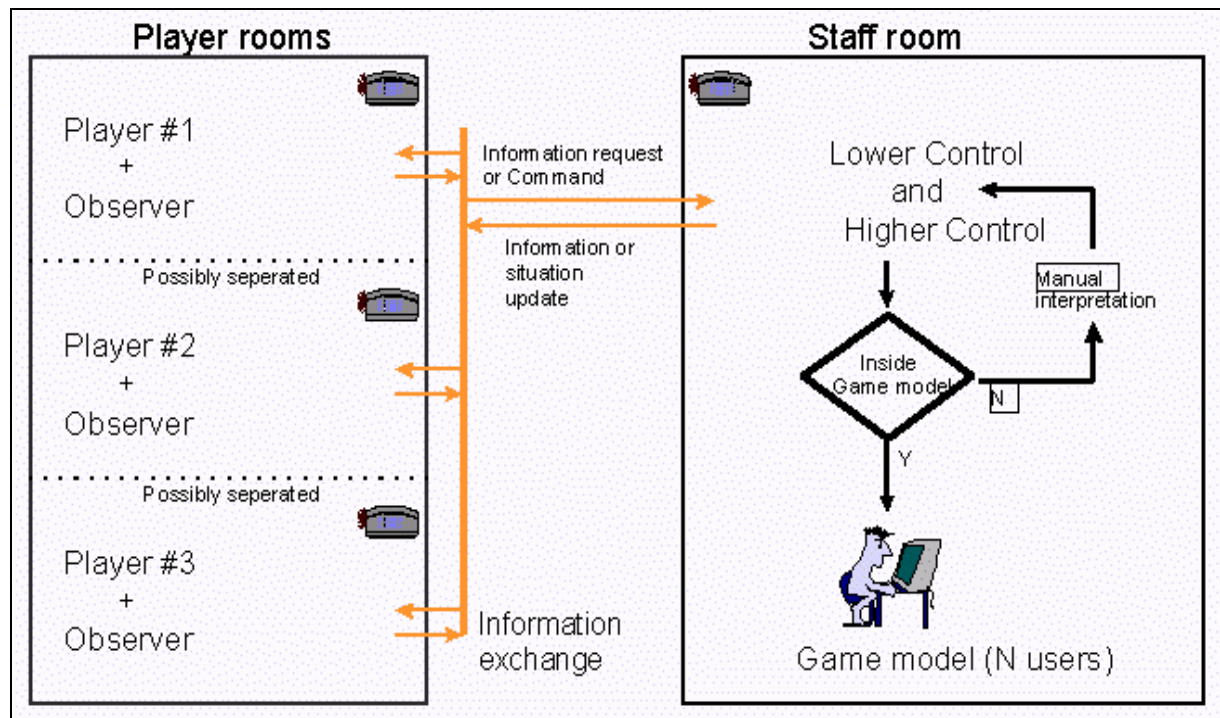 Player rooms
Player #1
+
Observer
Possibly seperated
Player #2
+
Observer
Possibly seperated
Player #3
+
Observer
Information request
or Command
Information or
situation
update
Information
exchange
Staff room
Lower Control
and
Higher Control
Manual
interpretation
Inside
Game model
N
Y
Game model (N users)